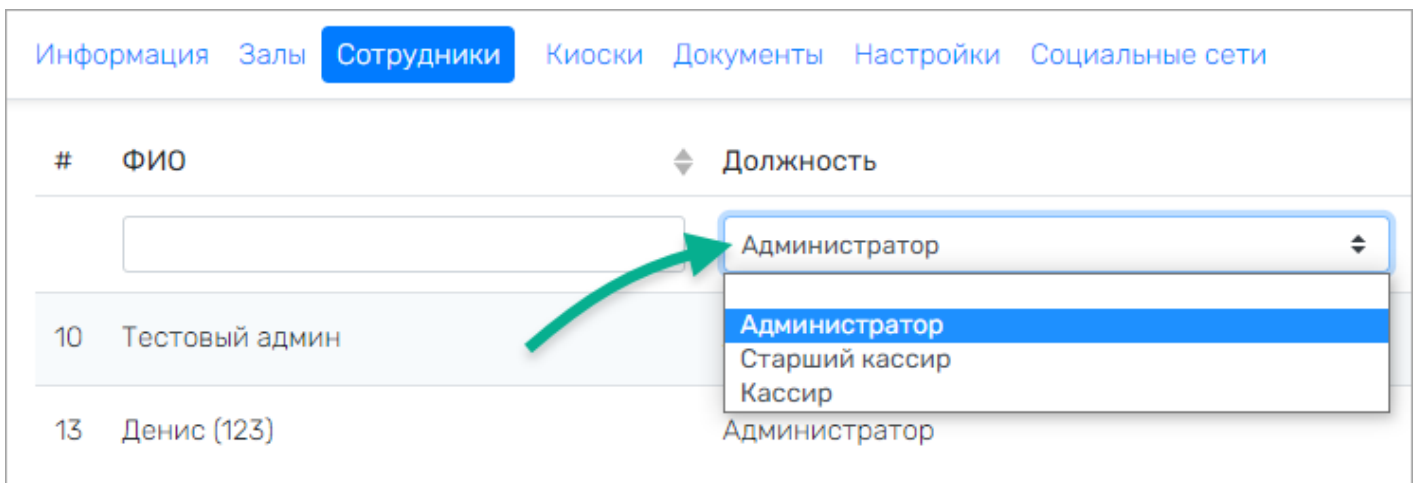 Информация Залы Сотрудники Киоски Документы Настройки Социальные сети
# ФИО Должность
Администратор
Администратор
10 Тестовый админ
Старший кассир
Кассир
13 Денис (123) Администратор